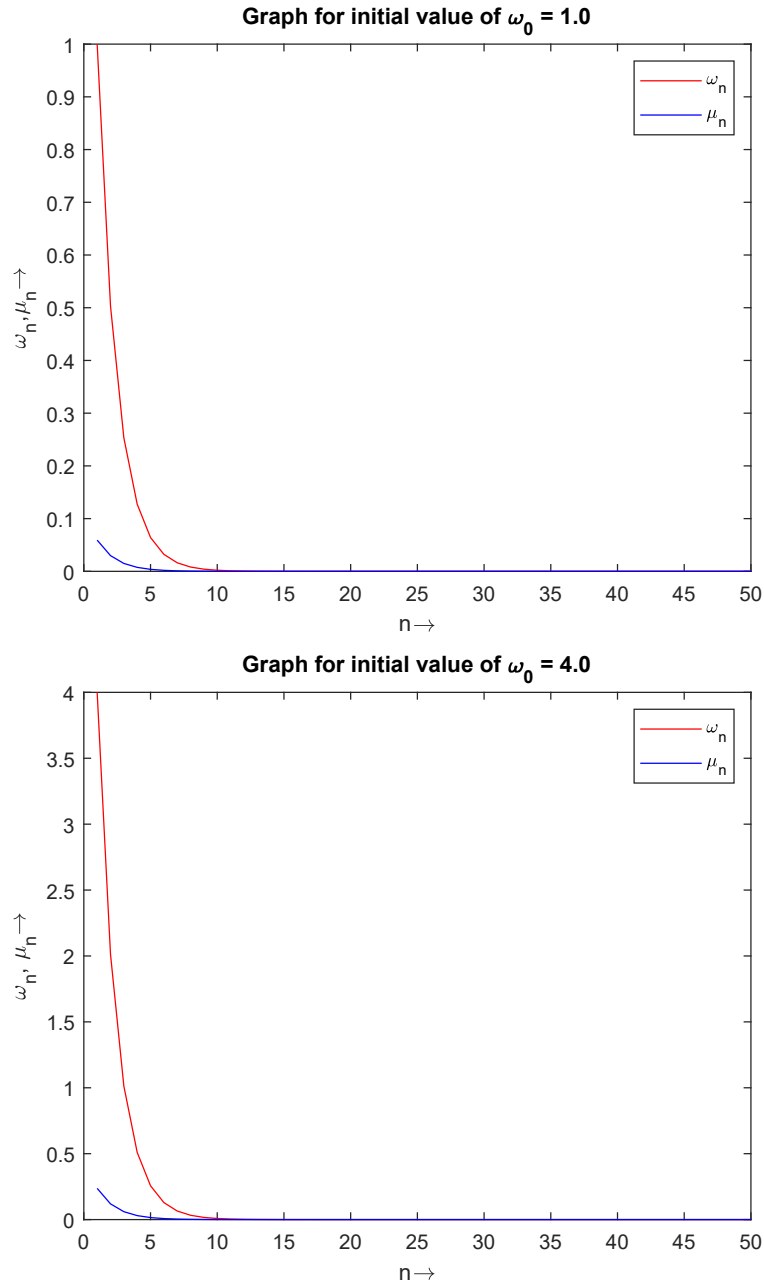 Graph for initial value of ω₀ = 1.0
1
0.9
0.8
0.7
0.6
0.5
0.4
0.3
0.2
0.1
0
ωₙ,μₙ→
ωₙ
μₙ
0 5 10 15 20 25 30 35 40 45 50
n→
Graph for initial value of ω₀ = 4.0
4
3.5
3
2.5
2
1.5
1
0.5
0
ωₙ, μₙ→
ωₙ
μₙ
0 5 10 15 20 25 30 35 40 45 50
n→